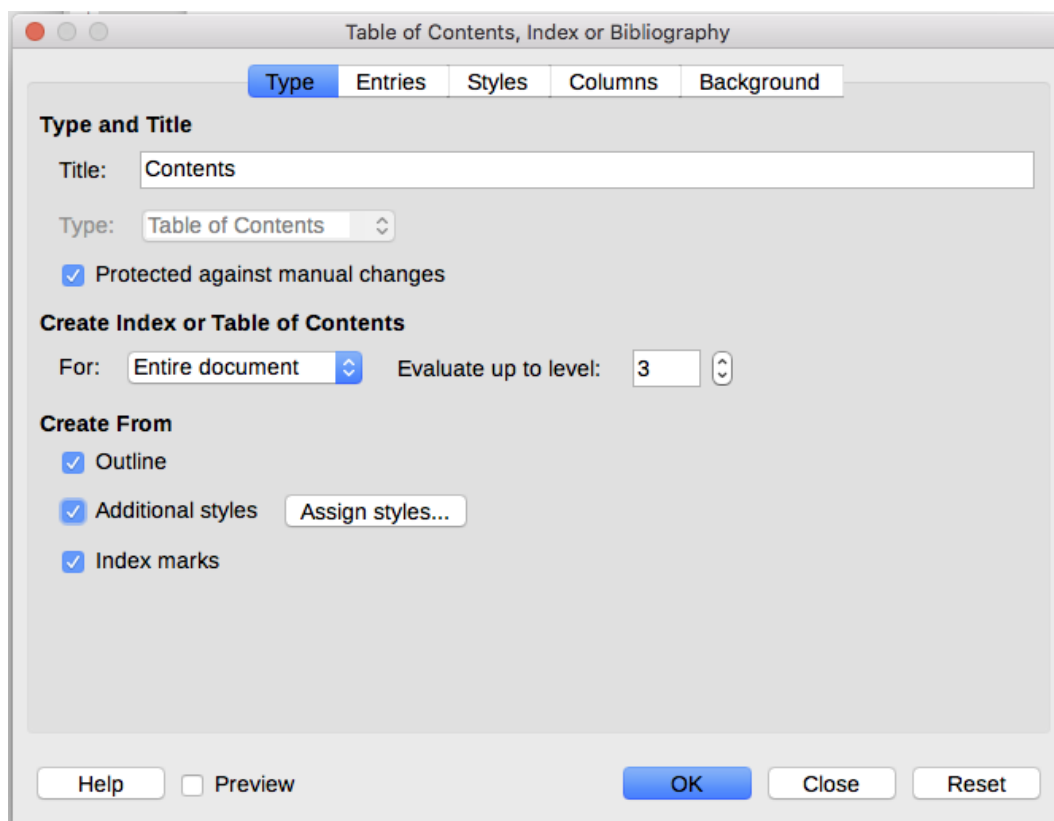 Table of Contents, Index or Bibliography
Type Entries Styles Columns Background
Type and Title
Title: Contents
Type: Table of Contents
Protected against manual changes
Create Index or Table of Contents
For: Entire document Evaluate up to level: 3
Create From
Outline
Additional styles Assign styles...
Index marks
Help Preview OK Close Reset